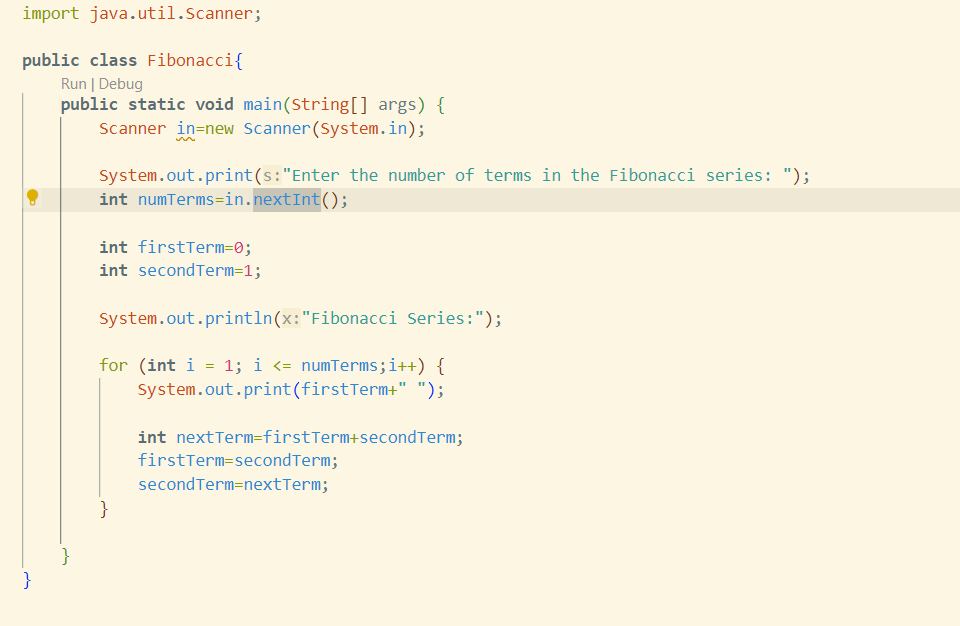 import java.util.Scanner;
public class Fibonacci{
Run | Debug
public static void main(String[] args) {
Scanner in=new Scanner(System.in);
System.out.print(s:"Enter the number of terms in the Fibonacci series: ");
int numTerms=in.nextInt();
int firstTerm=0;
int secondTerm=1;
System.out.println(x:"Fibonacci Series:");
for (int i = 1; i <= numTerms;i++) {
System.out.print(firstTerm+" ");
int nextTerm=firstTerm+secondTerm;
firstTerm=secondTerm;
secondTerm=nextTerm;
}
}
}